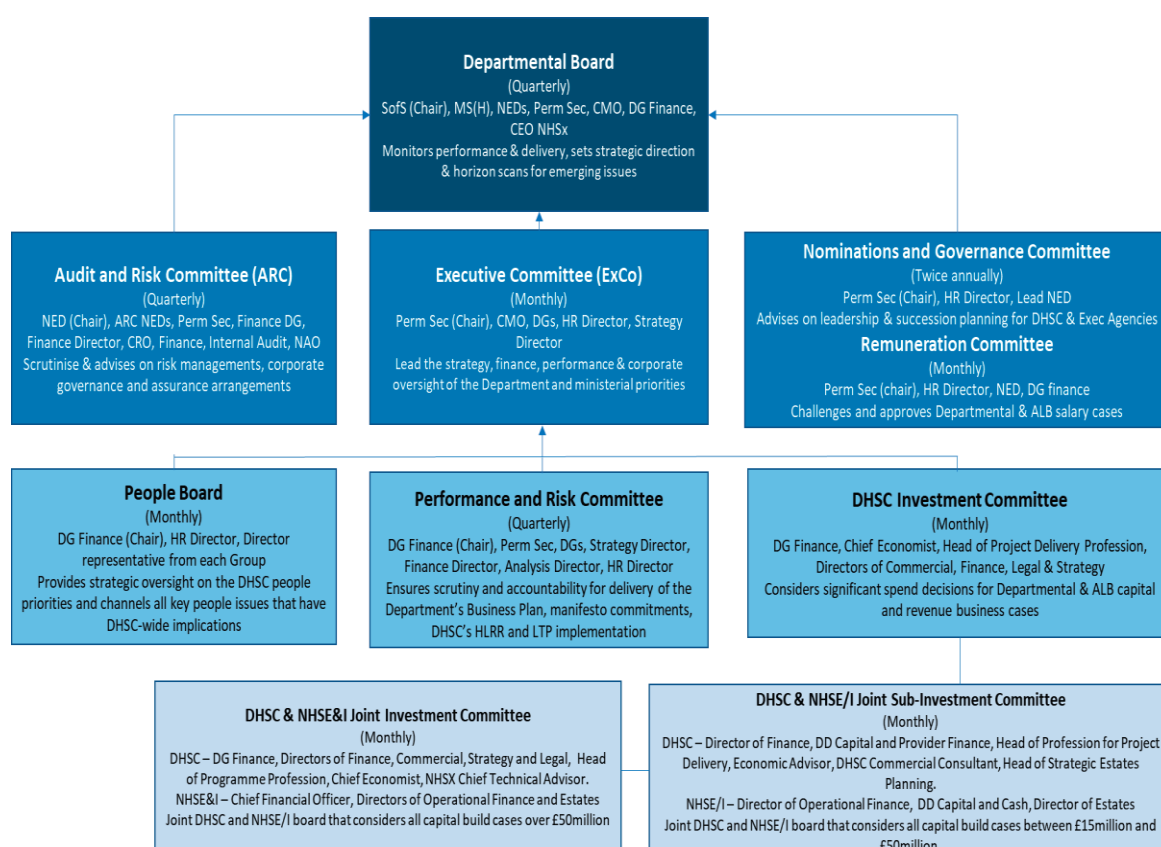 Departmental Board
(Quarterly)
SofS (Chair), MS(H), NEDs, Perm Sec, CMO, DG Finance,
CEO NHSx
Monitors performance & delivery, sets strategic direction
& horizon scans for emerging issues
Audit and Risk Committee (ARC)
(Quarterly)
NED (Chair), ARC NEDs, Perm Sec, Finance DG,
Finance Director, CRO, Finance, Internal Audit, NAO
Scrutinise & advises on risk managements, corporate
governance and assurance arrangements
Executive Committee (ExCo)
(Monthly)
Perm Sec (Chair), CMO, DGs, HR Director, Strategy
Director
Lead the strategy, finance, performance & corporate
oversight of the Department and ministerial priorities
Nominations and Governance Committee
(Twice annually)
Perm Sec (Chair), HR Director, Lead NED
Advises on leadership & succession planning for DHSC & Exec Agencies
Remuneration Committee
(Monthly)
Perm Sec (chair), HR Director, NED, DG finance
Challenges and approves Departmental & ALB salary cases
People Board
(Monthly)
DG Finance (Chair), HR Director, Director
representative from each Group
Provides strategic oversight on the DHSC people
priorities and channels all key people issues that have
DHSC-wide implications
Performance and Risk Committee
(Quarterly)
DG Finance (Chair), Perm Sec, DGs, Strategy Director,
Finance Director, Analysis Director, HR Director
Ensures scrutiny and accountability for delivery of the
Department's Business Plan, manifesto commitments,
DHSC's HLRR and LTP implementation
DHSC Investment Committee
(Monthly)
DG Finance, Chief Economist, Head of Project Delivery Profession,
Directors of Commercial, Finance, Legal & Strategy
Considers significant spend decisions for Departmental & ALB capital
and revenue business cases
DHSC & NHSE&I Joint Investment Committee
(Monthly)
DHSC – DG Finance, Directors of Finance, Commercial, Strategy and Legal, Head
of Programme Profession, Chief Economist, NHSX Chief Technical Advisor.
NHSE&I – Chief Financial Officer, Directors of Operational Finance and Estates
Joint DHSC and NHSE/I board that considers all capital build cases over £50million
DHSC & NHSE/I Joint Sub-Investment Committee
(Monthly)
DHSC – Director of Finance, DD Capital and Provider Finance, Head of Profession for Project
Delivery, Economic Advisor, DHSC Commercial Consultant, Head of Strategic Estates
Planning.
NHSE/I – Director of Operational Finance, DD Capital and Cash, Director of Estates
Joint DHSC and NHSE/I board that considers all capital build cases between £15million and
£50million